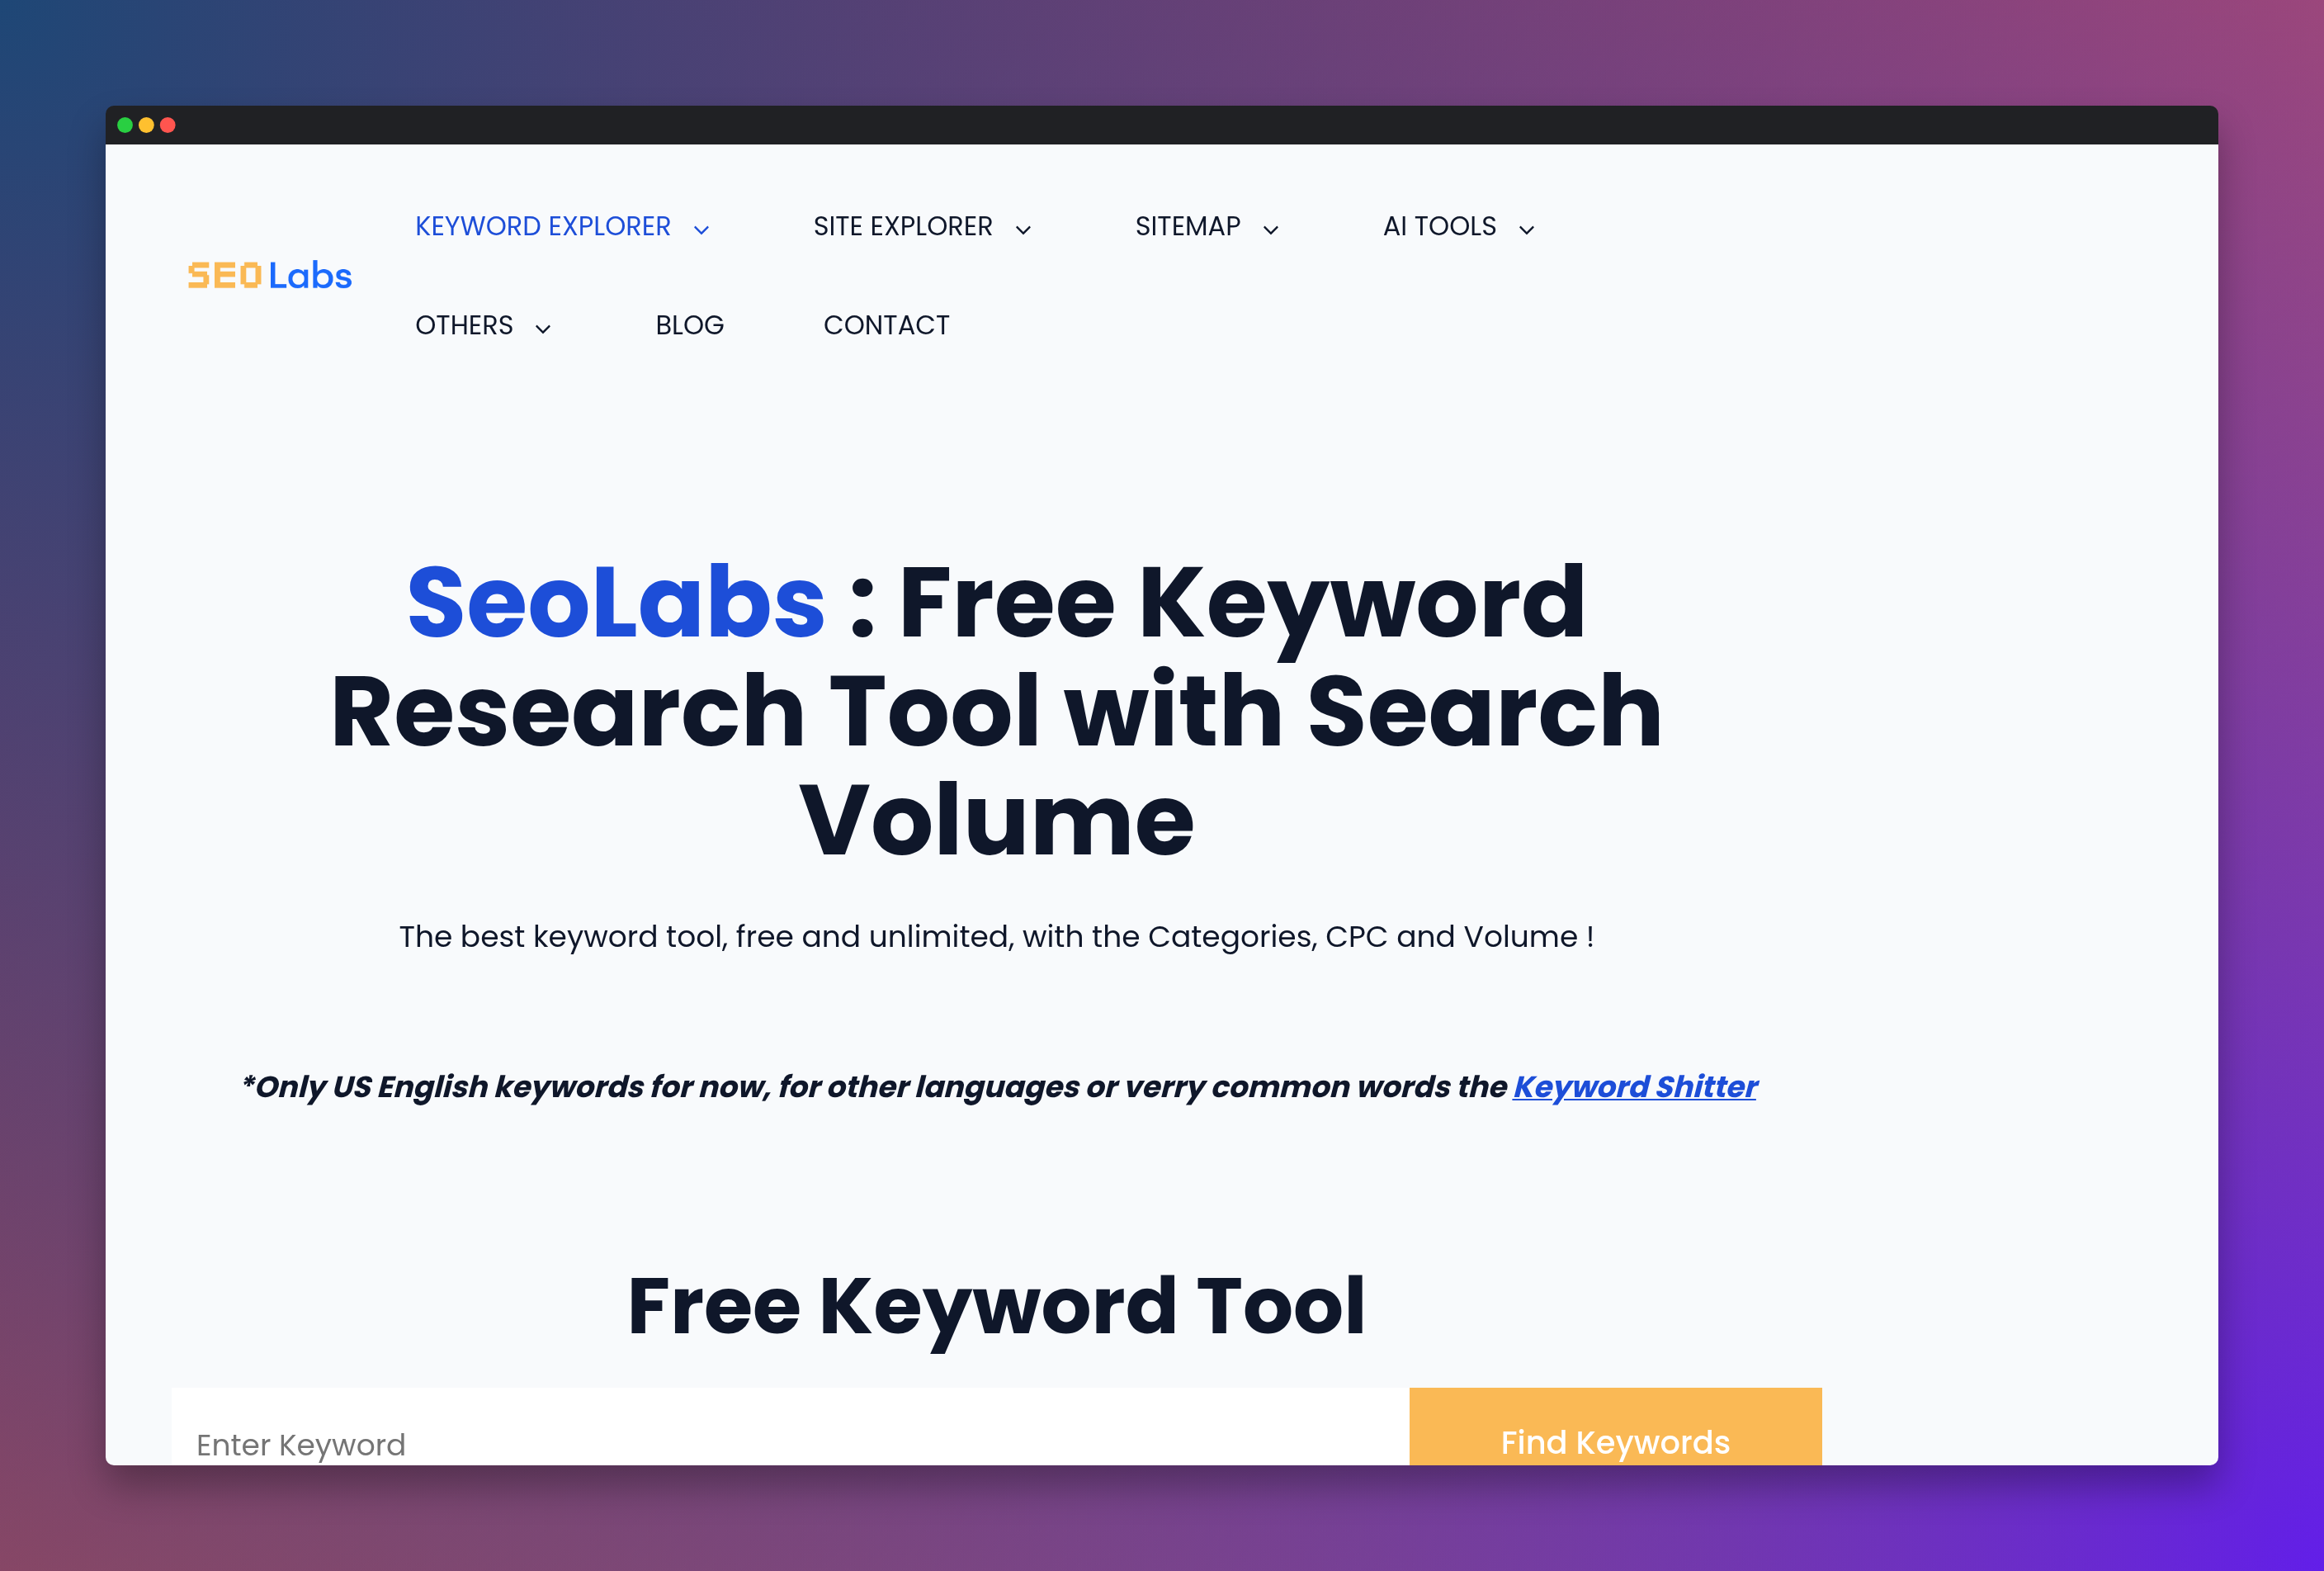 KEYWORD EXPLORER SITE EXPLORER SITEMAP AI TOOLS
SEO Labs
OTHERS BLOG CONTACT
SeoLabs : Free Keyword
Research Tool with Search
Volume
The best keyword tool, free and unlimited, with the Categories, CPC and Volume !
*Only US English keywords for now, for other languages or verry common words the Keyword Shitter
Free Keyword Tool
Enter Keyword Find Keywords